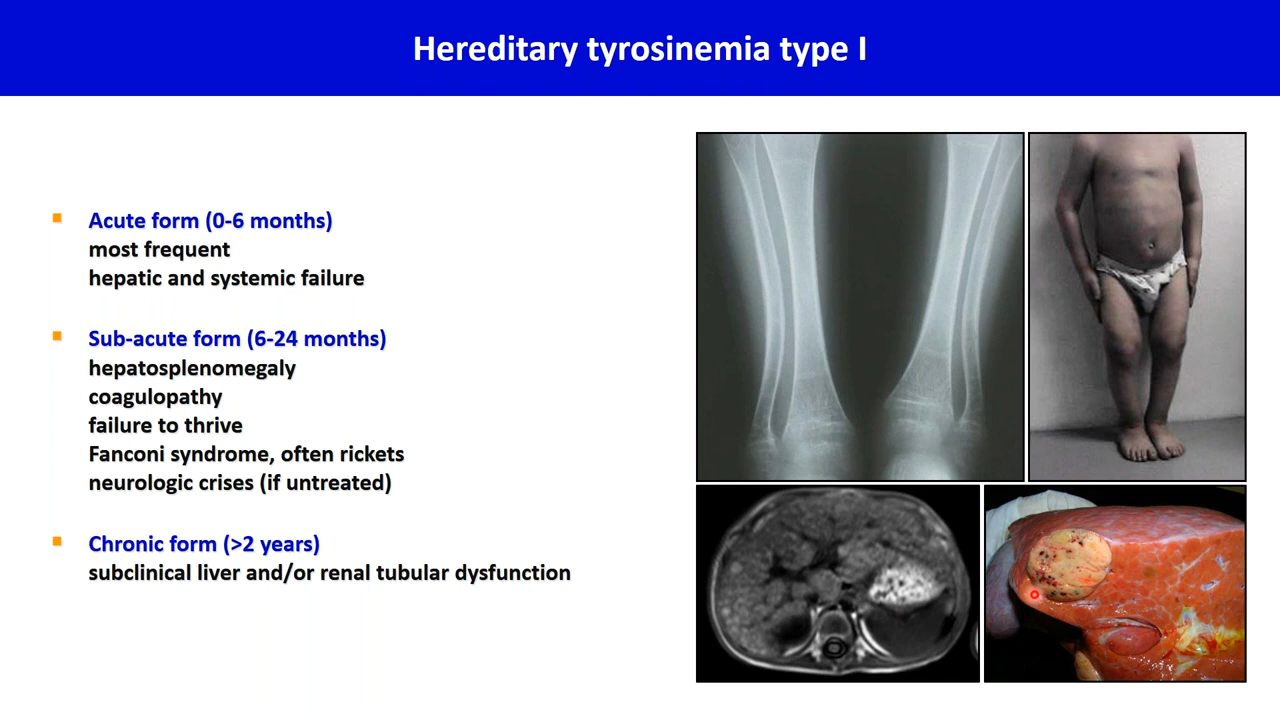 Hereditary tyrosinemia type I
Acute form (0-6 months)
most frequent
hepatic and systemic failure
Sub-acute form (6-24 months)
hepatosplenomegaly
coagulopathy
failure to thrive
Fanconi syndrome, often rickets
neurologic crises (if untreated)
Chronic form (>2 years)
subclinical liver and/or renal tubular dysfunction